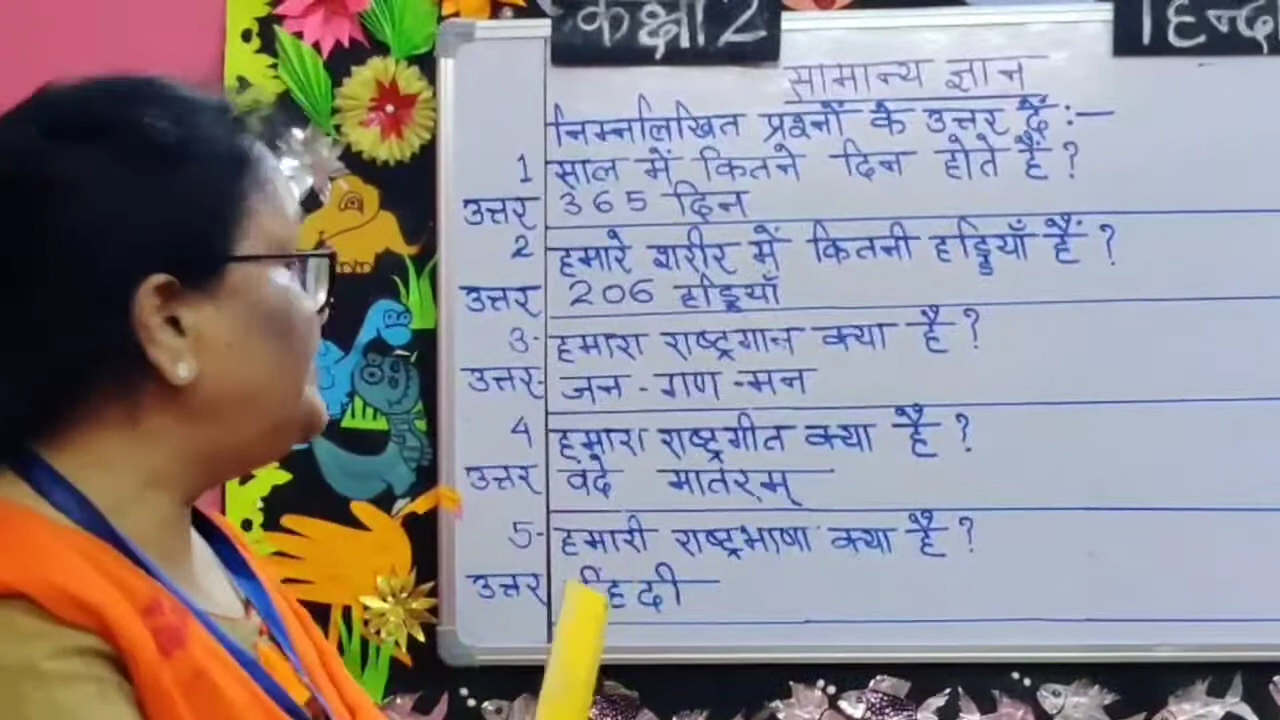 कक्षा 2
हिन्दी
सामान्य ज्ञान
निम्नलिखित प्रश्नों के उत्तर दें :-
1 साल में कितने दिन होते हैं ?
उत्तर 365 दिन
2 हमारे शरीर में कितनी हड्डियाँ हैं ?
उत्तर 206 हड्डियाँ
3- हमारा राष्ट्रगान क्या है ?
उत्तर- जन - गण - मन
4 हमारा राष्ट्रगीत क्या है ?
उत्तर वंदे मातरम्
5- हमारी राष्ट्रभाषा क्या है ?
उत्तर हिंदी